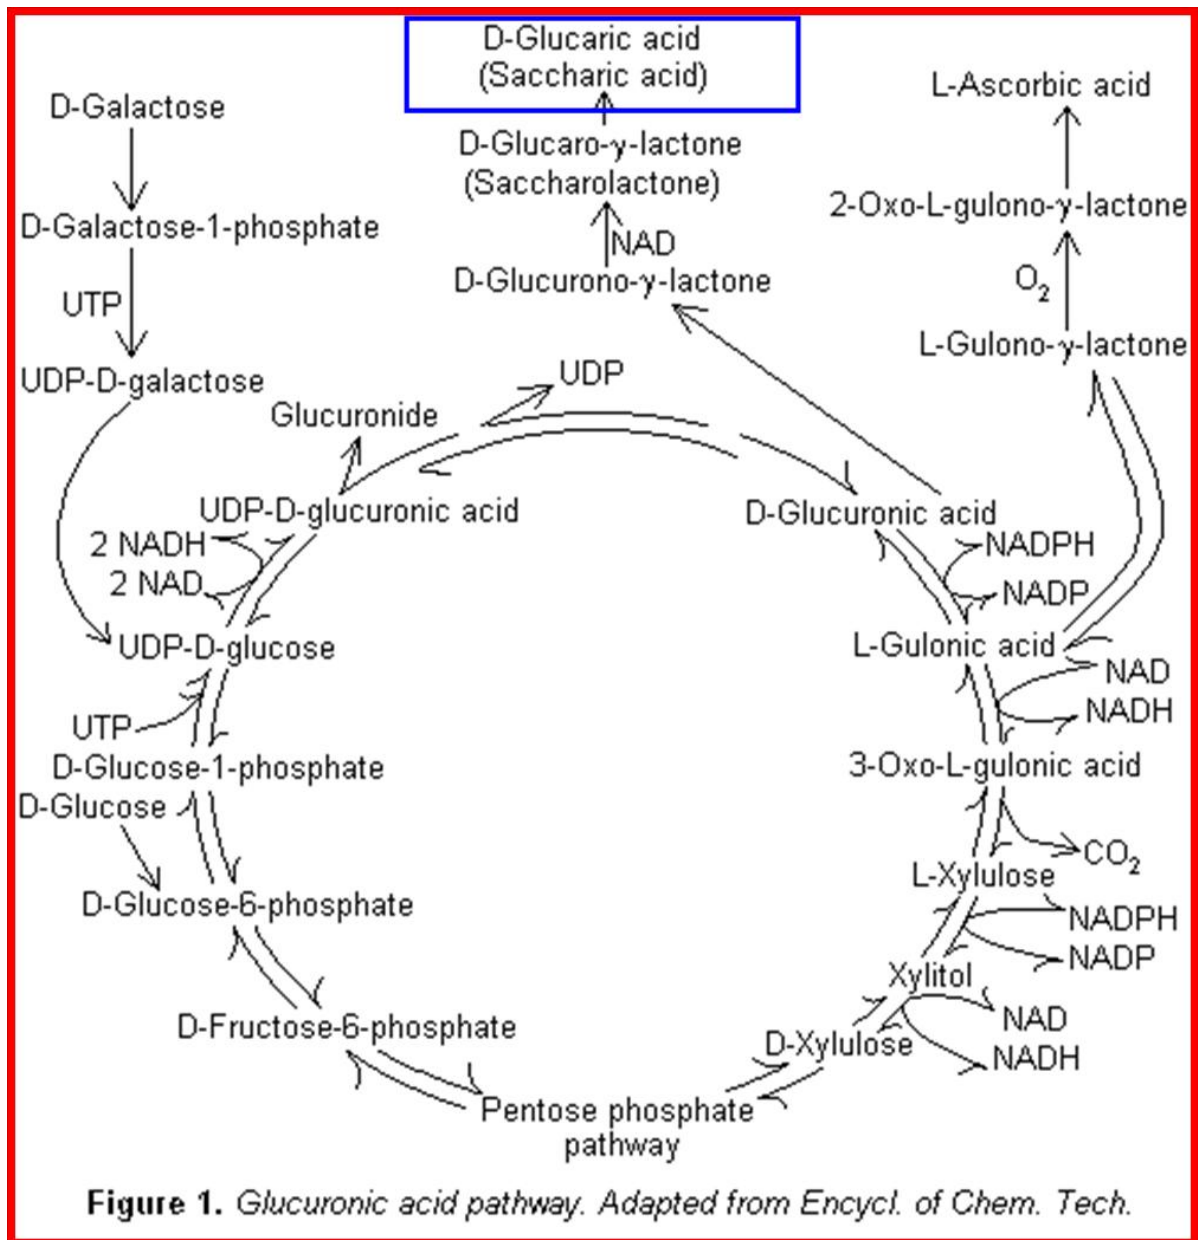 D-Glucaric acid
(Saccharic acid)
D-Galactose
L-Ascorbic acid
D-Glucaro-γ-lactone
(Saccharolactone)
D-Galactose-1-phosphate
2-Oxo-L-gulono-γ-lactone
NAD
D-Glucurono-γ-lactone
O₂
UTP
L-Gulono-γ-lactone
UDP-D-galactose
UDP
Glucuronide
UDP-D-glucuronic acid
D-Glucuronic acid
2 NADH
NADPH
2 NAD
NADP
UDP-D-glucose
L-Gulonic acid
NAD
UTP
NADH
D-Glucose-1-phosphate
3-Oxo-L-gulonic acid
D-Glucose
CO₂
L-Xylulose
D-Glucose-6-phosphate
NADPH
NADP
Xylitol
NAD
D-Fructose-6-phosphate
D-Xylulose
NADH
Pentose phosphate
pathway
Figure 1. Glucuronic acid pathway. Adapted from Encycl. of Chem. Tech.